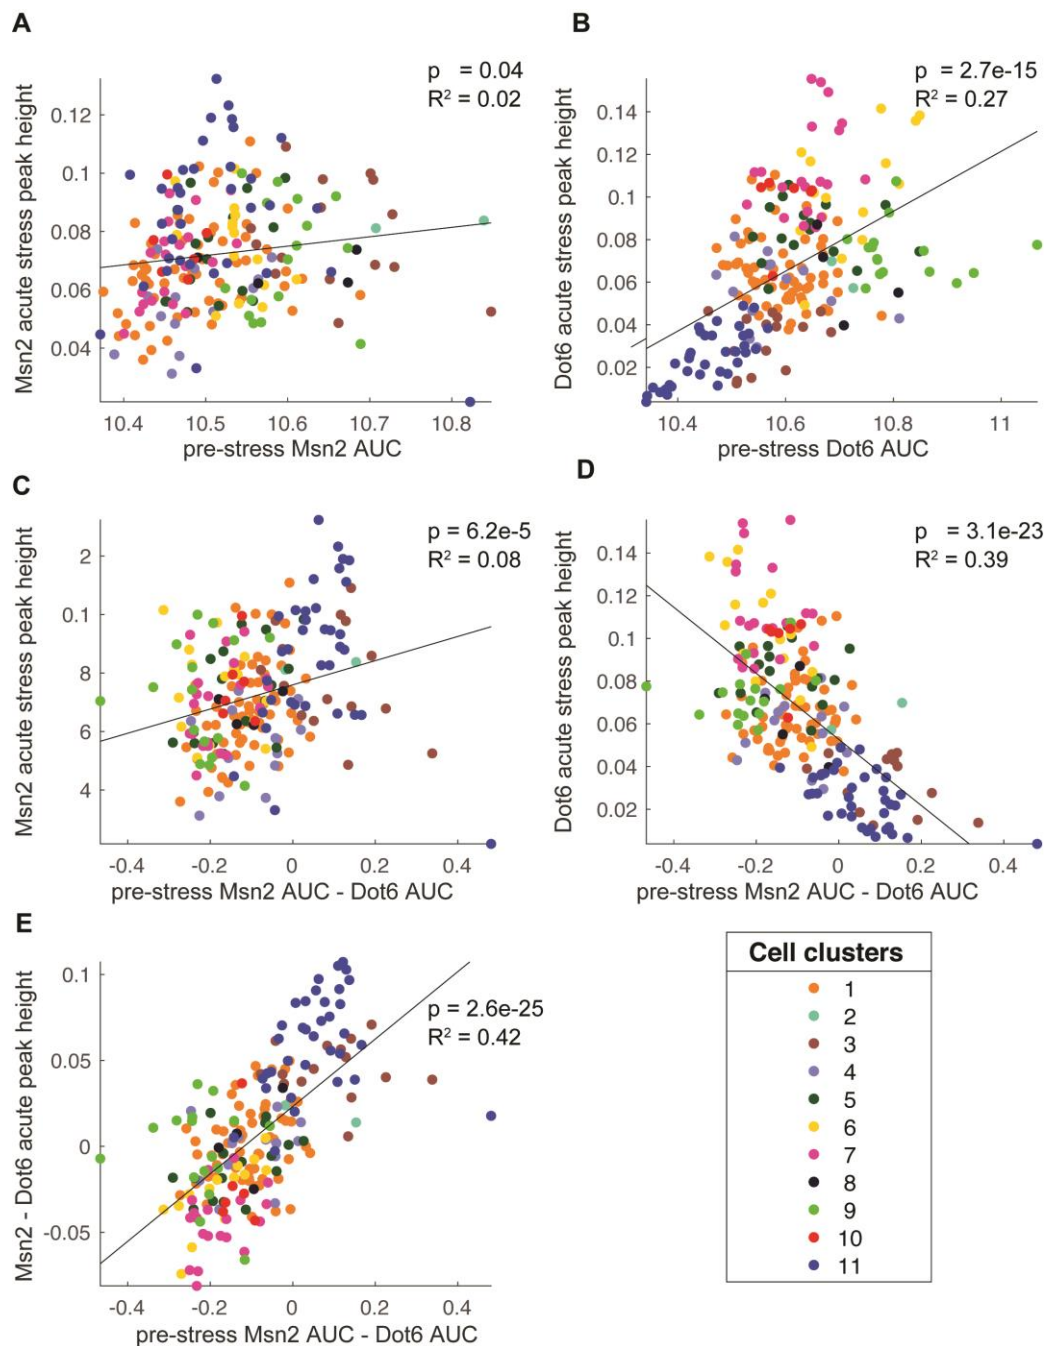 A
p = 0.04
R² = 0.02
Msn2 acute stress peak height
0.12
0.1
0.08
0.06
0.04
10.4 10.5 10.6 10.7 10.8
pre-stress Msn2 AUC
B
p = 2.7e-15
R² = 0.27
Dot6 acute stress peak height
0.14
0.12
0.1
0.08
0.06
0.04
0.02
10.4 10.6 10.8 11
pre-stress Dot6 AUC
C
p = 6.2e-5
R² = 0.08
Msn2 acute stress peak height
2
0.1
8
6
4
-0.4 -0.2 0 0.2 0.4
pre-stress Msn2 AUC - Dot6 AUC
D
p = 3.1e-23
R² = 0.39
Dot6 acute stress peak height
0.14
0.12
0.1
0.08
0.06
0.04
0.02
-0.4 -0.2 0 0.2 0.4
pre-stress Msn2 AUC - Dot6 AUC
E
p = 2.6e-25
R² = 0.42
Msn2 - Dot6 acute peak height
0.1
0.05
0
-0.05
-0.4 -0.2 0 0.2 0.4
pre-stress Msn2 AUC - Dot6 AUC
Cell clusters
1
2
3
4
5
6
7
8
9
10
11